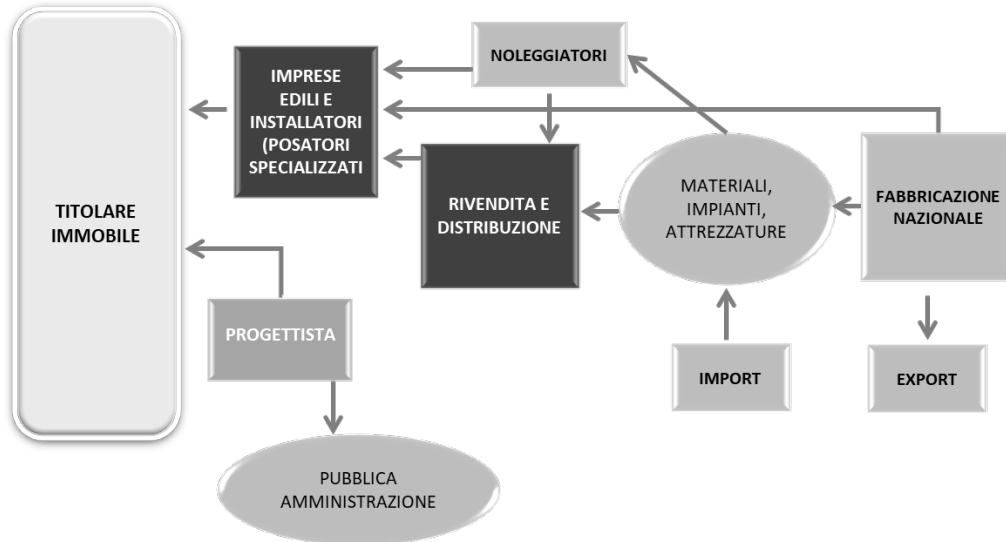 NOLEGGIATORI
IMPRESE
EDILI E
INSTALLATORI
(POSATORI
SPECIALIZZATI
TITOLARE
IMMOBILE
RIVENDITA E
DISTRIBUZIONE
MATERIALI,
IMPIANTI,
ATTREZZATURE
FABBRICAZIONE
NAZIONALE
PROGETTISTA
IMPORT
EXPORT
PUBBLICA
AMMINISTRAZIONE